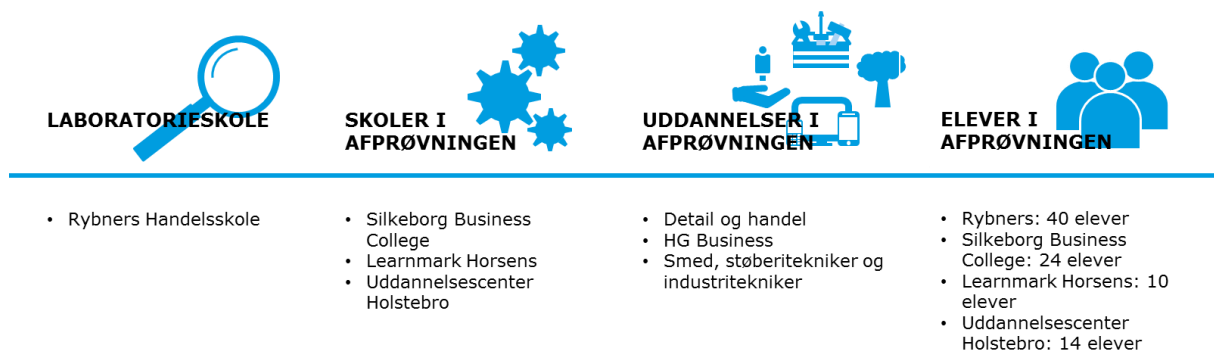 LABORATORIESKOLE
• Rybners Handelsskole
SKOLER I
AFPRØVNINGEN
• Silkeborg Business
College
• Learnmark Horsens
• Uddannelsescenter
Holstebro
UDDANNELSER I
AFPRØVNINGEN
• Detail og handel
• HG Business
• Smed, støberitekniker og
industritekniker
ELEVER I
AFPRØVNINGEN
• Rybners: 40 elever
• Silkeborg Business
College: 24 elever
• Learnmark Horsens: 10
elever
• Uddannelsescenter
Holstebro: 14 elever